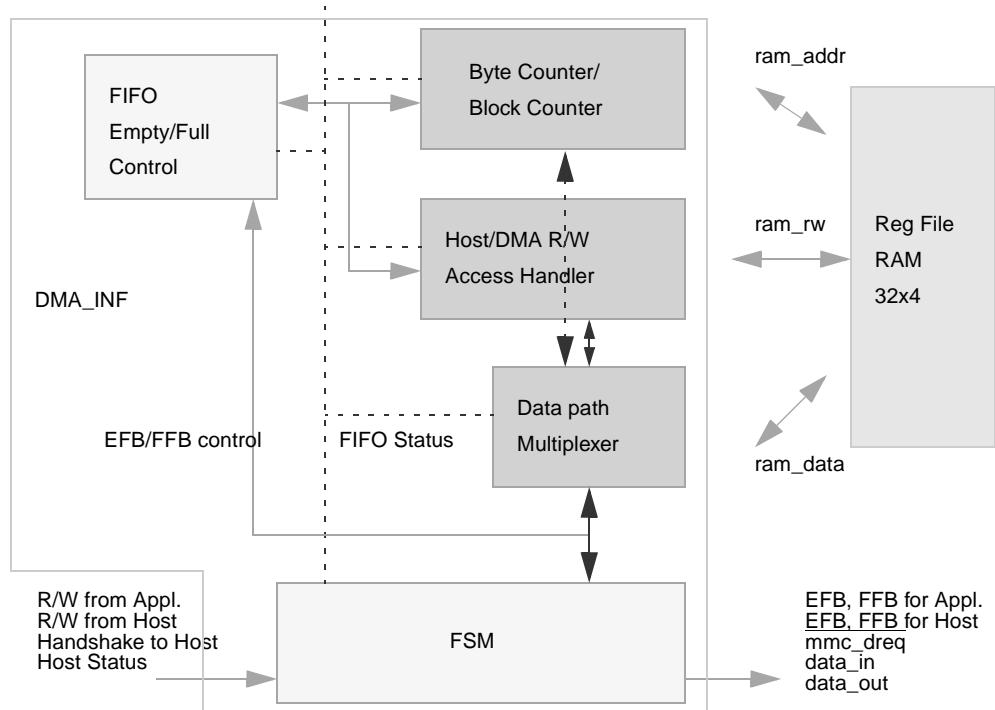 ram_addr
Byte Counter/
Block Counter
FIFO
Empty/Full
Control
ram_rw
Reg File
RAM
32x4
Host/DMA R/W
Access Handler
DMA_INF
Data path
Multiplexer
EFB/FFB control
FIFO Status
ram_data
R/W from Appl.
R/W from Host
Handshake to Host
Host Status
FSM
EFB, FFB for Appl.
EFB, FFB for Host
mmc_dreq
data_in
data_out